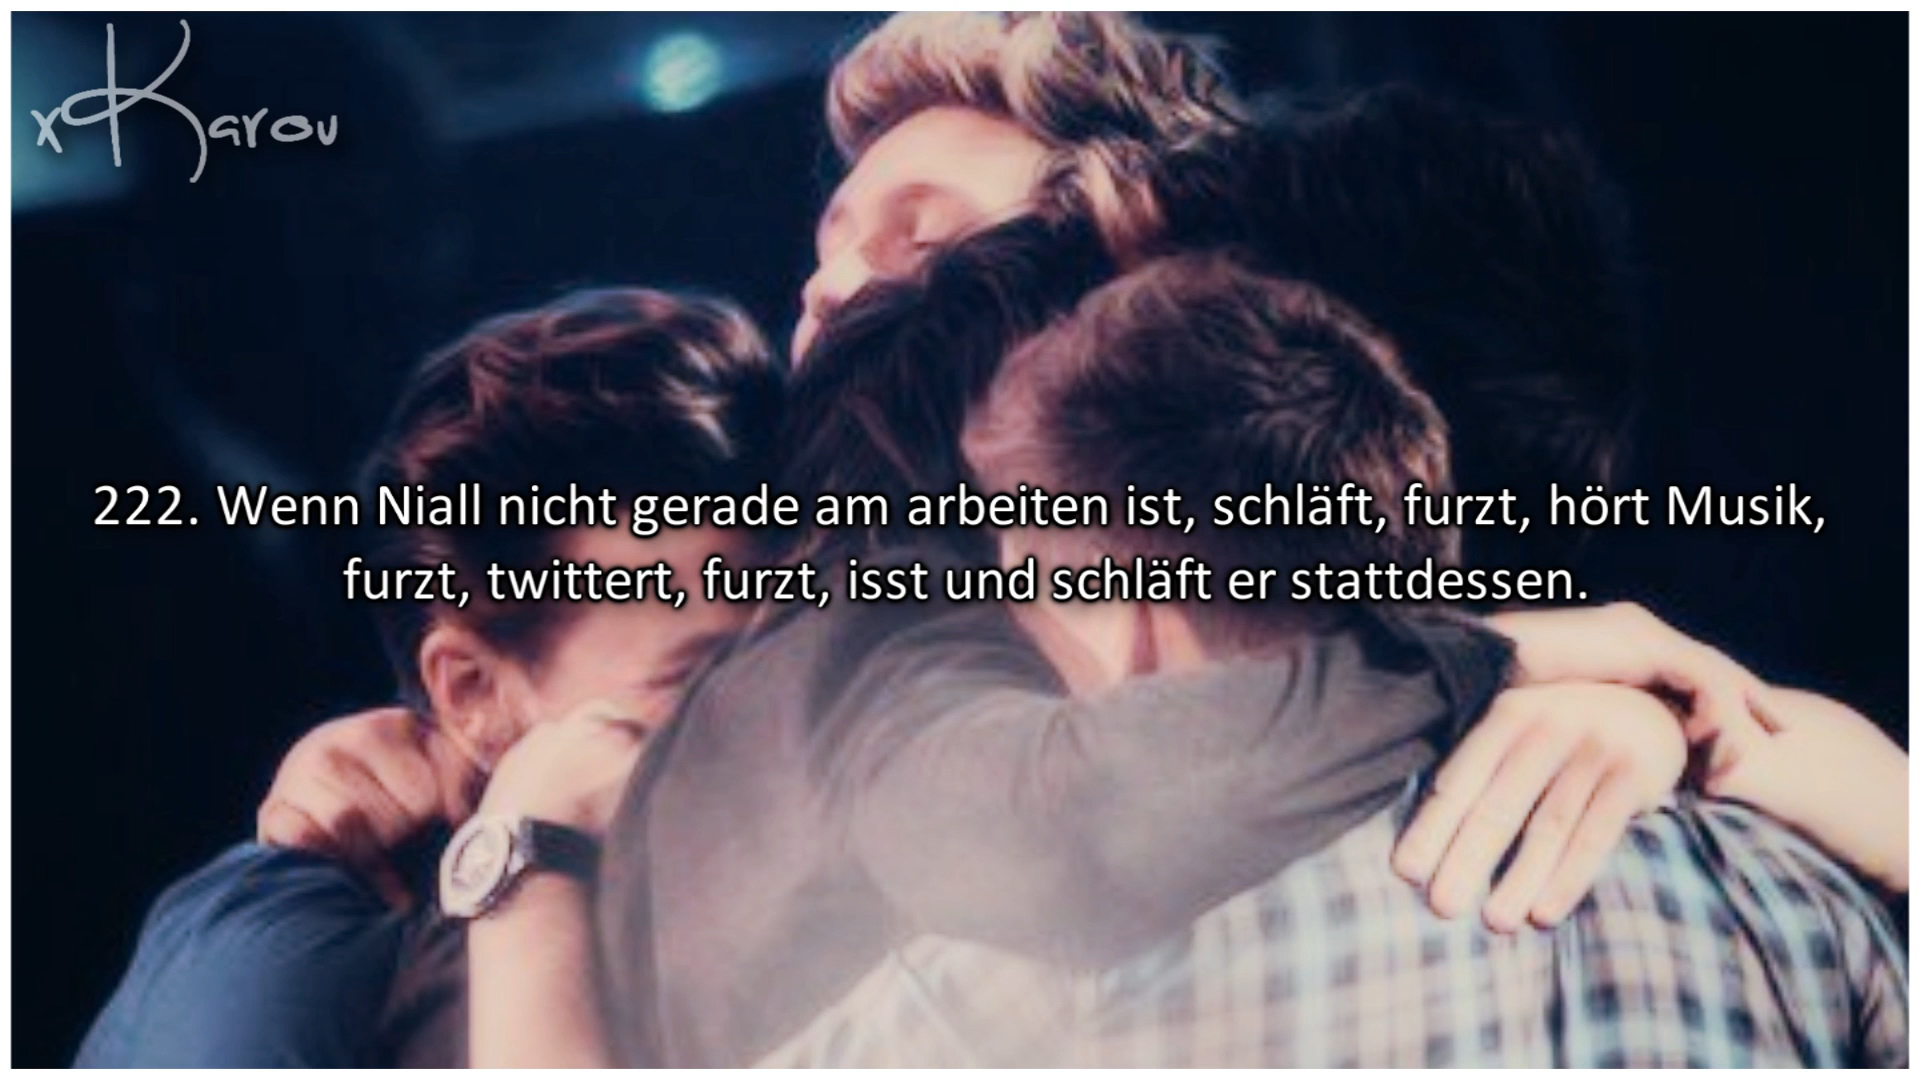 xKarou
222. Wenn Niall nicht gerade am arbeiten ist, schläft, furzt, hört Musik,
furzt, twittert, furzt, isst und schläft er stattdessen.